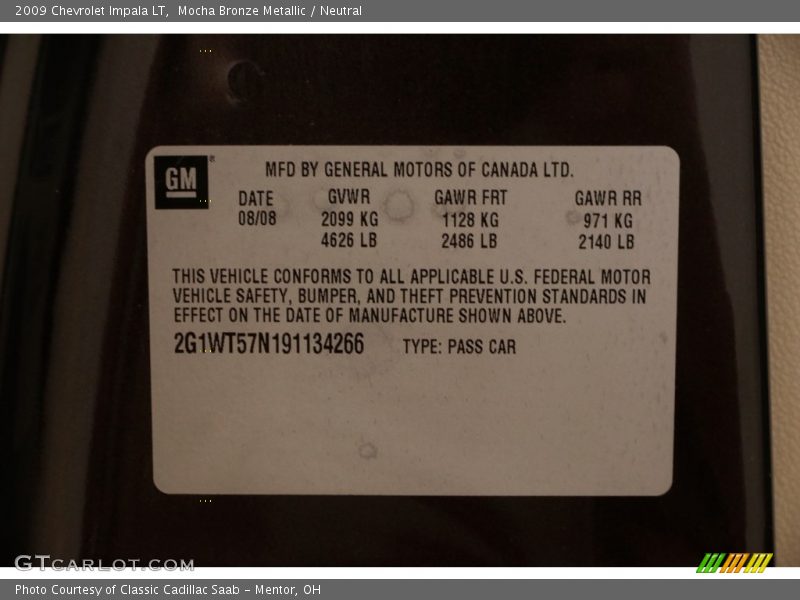 2009 Chevrolet Impala LT,  Mocha Bronze Metallic / Neutral
GM®
MFD BY GENERAL MOTORS OF CANADA LTD.
DATE GVWR GAWR FRT GAWR RR
08/08 2099 KG 1128 KG 971 KG
4626 LB 2486 LB 2140 LB
THIS VEHICLE CONFORMS TO ALL APPLICABLE U.S. FEDERAL MOTOR
VEHICLE SAFETY, BUMPER, AND THEFT PREVENTION STANDARDS IN
EFFECT ON THE DATE OF MANUFACTURE SHOWN ABOVE.
2G1WT57N191134266 TYPE: PASS CAR
GTCARLOT.COM
Photo Courtesy of Classic Cadillac Saab – Mentor, OH